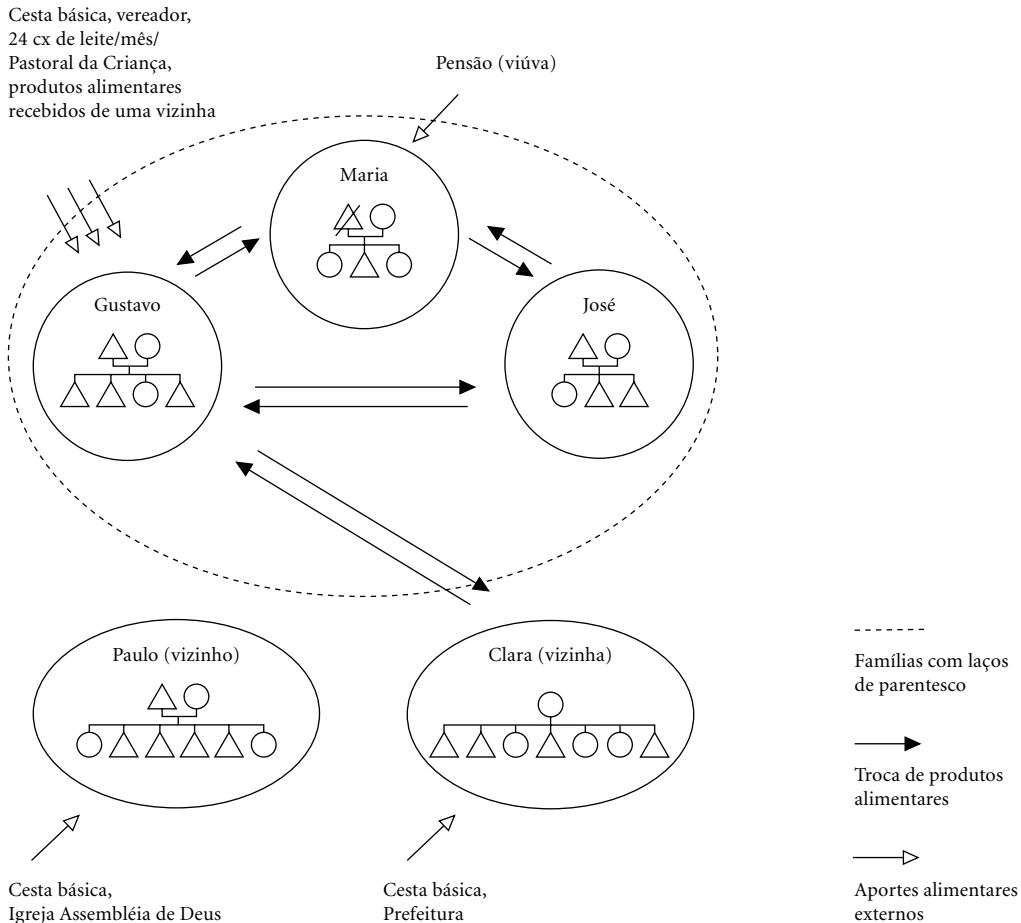 Cesta básica, vereador,
24 cx de leite/mês/
Pastoral da Criança,
produtos alimentares
recebidos de uma vizinha
Pensão (viúva)
Maria
Gustavo
José
Paulo (vizinho)
Clara (vizinha)
Cesta básica,
Igreja Assembléia de Deus
Cesta básica,
Prefeitura
Famílias com laços
de parentesco
Troca de produtos
alimentares
Aportes alimentares
externos